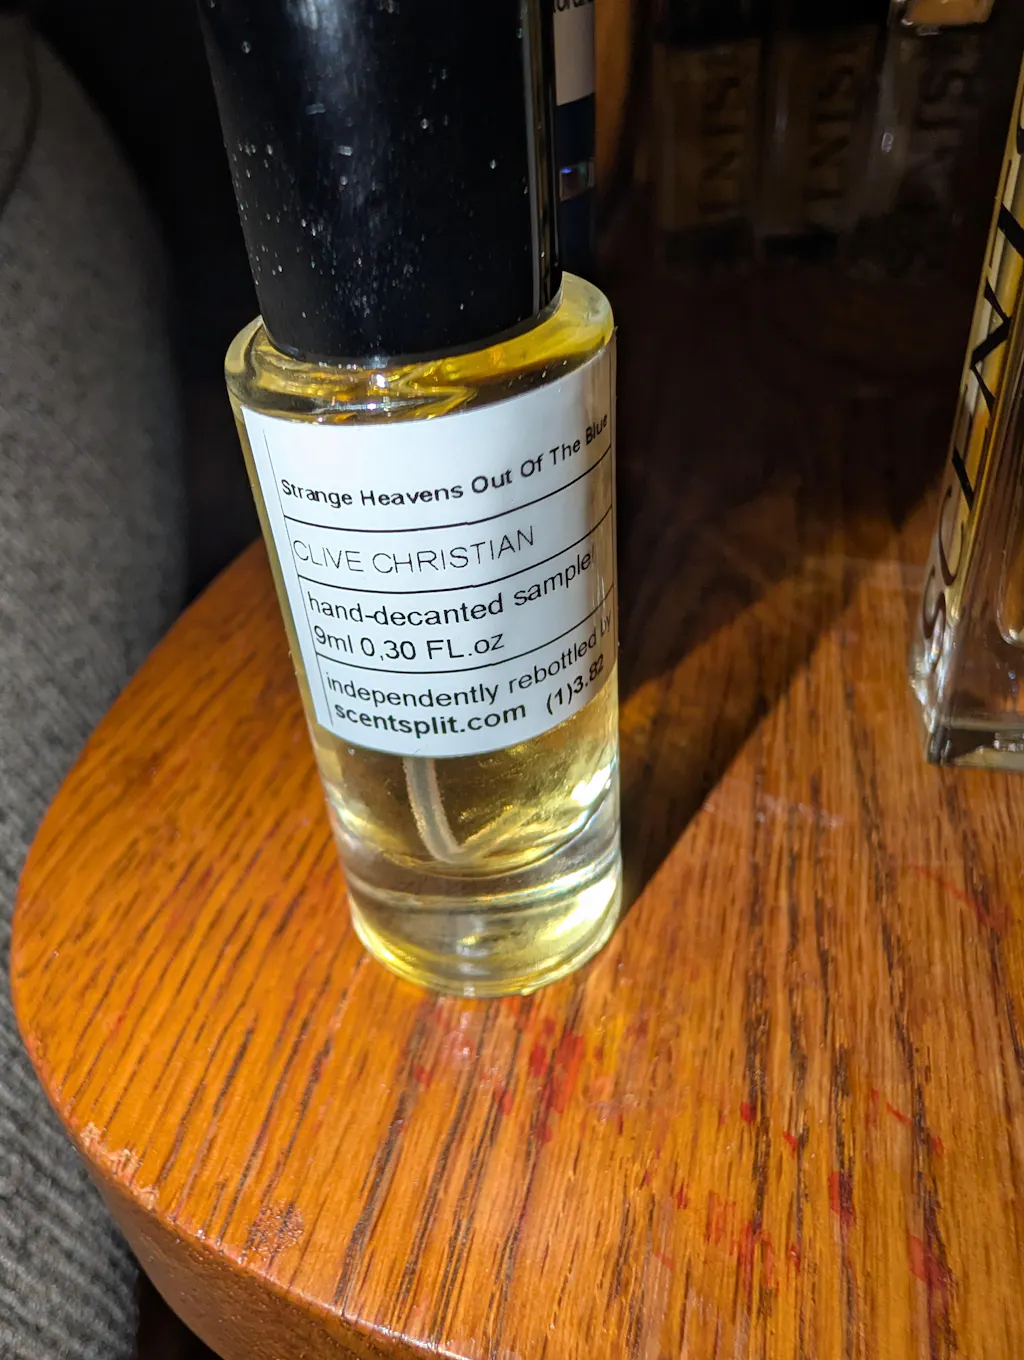 Strange Heavens Out Of The Blue
CLIVE CHRISTIAN
hand-decanted sample
9ml 0,30 FL.oz
independently rebottled by
scentsplit.com (1)3.82